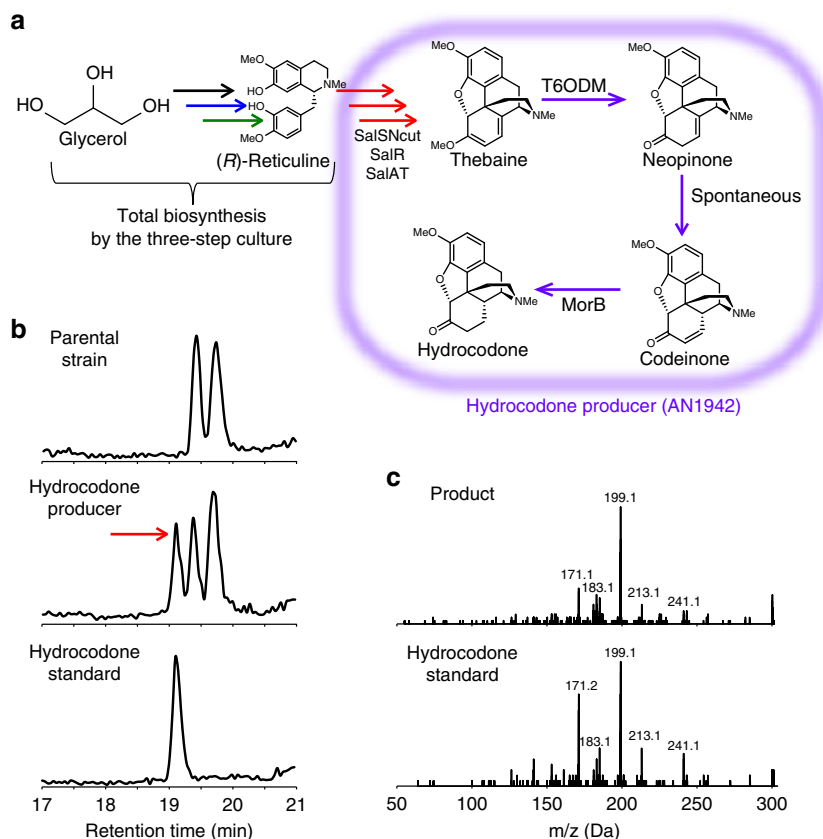 a
HO
OH
OH
Glycerol
MeO
HO
NMe
HO
MeO
(R)-Reticuline
Total biosynthesis
by the three-step culture
SalSNcut
SalR
SalAT
MeO
O
NMe
MeO
Thebaine
T6ODM
MeO
O
NMe
O
Neopinone
Spontaneous
MeO
O
NMe
O
Codeinone
MorB
MeO
O
NMe
O
Hydrocodone
Hydrocodone producer (AN1942)
b
Parental
strain
Hydrocodone
producer
Hydrocodone
standard
17 18 19 20 21
Retention time (min)
c
Product
199.1
171.1
183.1
213.1
241.1
Hydrocodone
standard
199.1
171.2
183.1
213.1
241.1
50 100 150 200 250 300
m/z (Da)